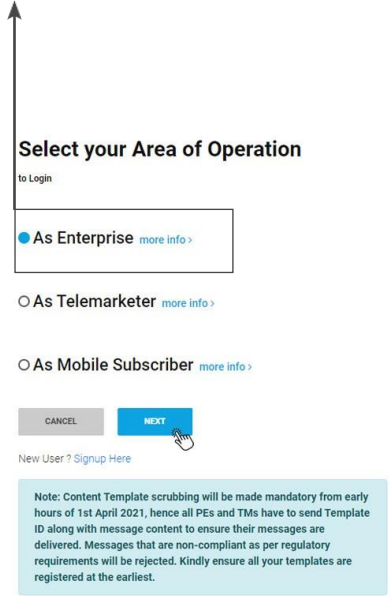 Select your Area of Operation
to Login
As Enterprise more info >
As Telemarketer more info >
As Mobile Subscriber more info >
CANCEL NEXT
New User ? Signup Here
Note: Content Template scrubbing will be made mandatory from early
hours of 1st April 2021, hence all PEs and TMs have to send Template
ID along with message content to ensure their messages are
delivered. Messages that are non-compliant as per regulatory
requirements will be rejected. Kindly ensure all your templates are
registered at the earliest.